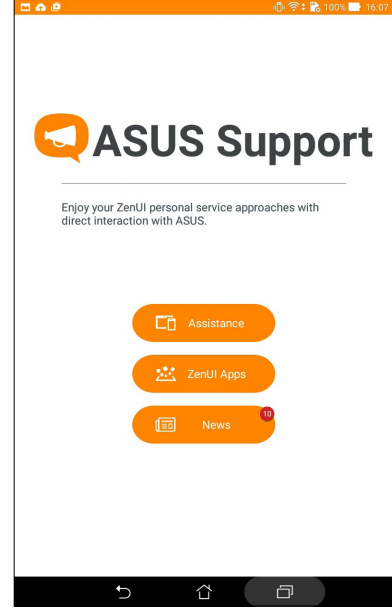 100% 16:07
ASUS Support
Enjoy your ZenUI personal service approaches with
direct interaction with ASUS.
Assistance
ZenUI Apps
News
10